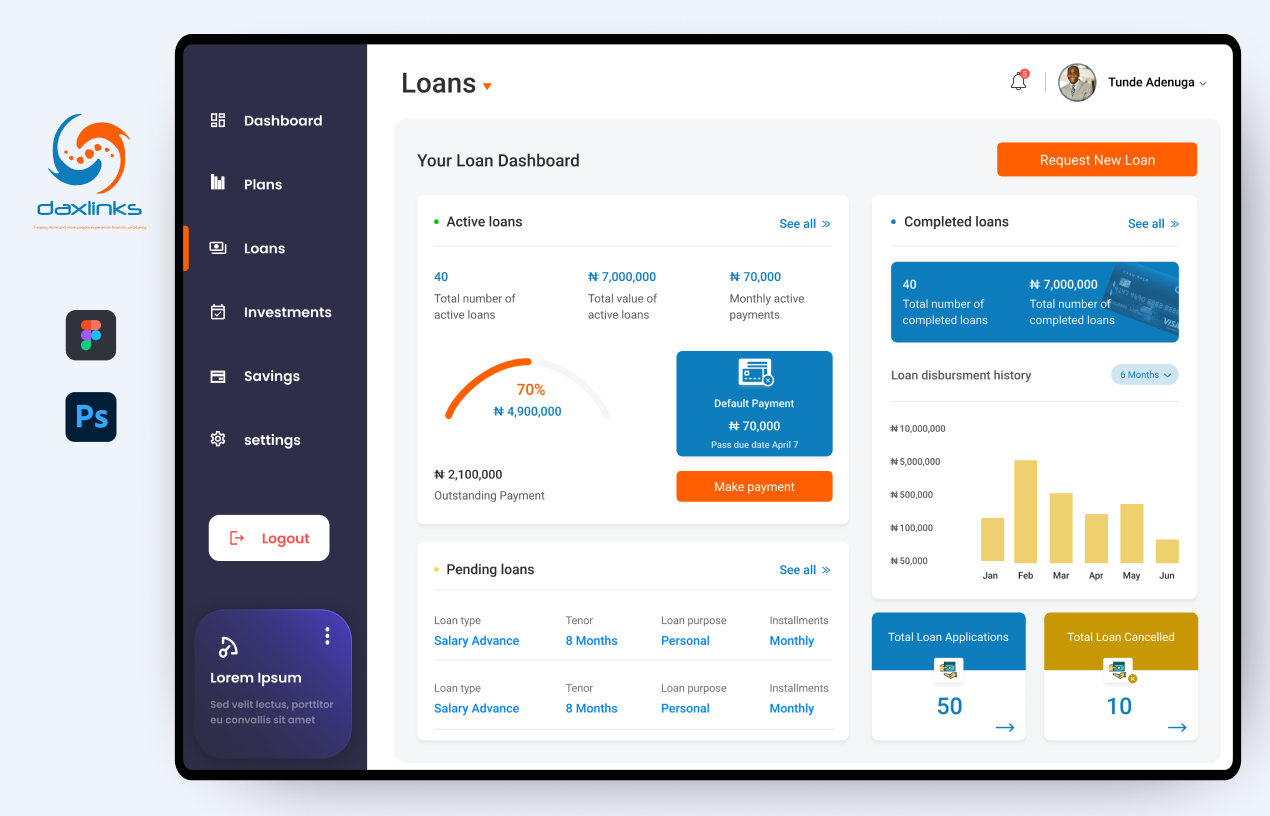 daxlinks
Ps
Dashboard
Plans
Loans
Investments
Savings
settings
Logout
Lorem Ipsum
Sed velit lectus, porttitor
eu convallis sit amet
Loans
5
Tunde Adenuga
Your Loan Dashboard
Request New Loan
Active loans
See all
40
Total number of
active loans
₦ 7,000,000
Total value of
active loans
₦ 70,000
Monthly active
payments
70%
₦ 4,900,000
Default Payment
₦ 70,000
Pass due date April 7
₦ 2,100,000
Outstanding Payment
Make payment
Pending loans
See all
Loan type Tenor Loan purpose Installments
Salary Advance 8 Months Personal Monthly
Loan type Tenor Loan purpose Installments
Salary Advance 8 Months Personal Monthly
Completed loans
See all
40
Total number of
completed loans
₦ 7,000,000
Total number of
completed loans
VISA
Loan disbursment history
6 Months
₦ 10,000,000
₦ 5,000,000
₦ 500,000
₦ 100,000
₦ 50,000
Jan Feb Mar Apr May Jun
Total Loan Applications
50
Total Loan Cancelled
10